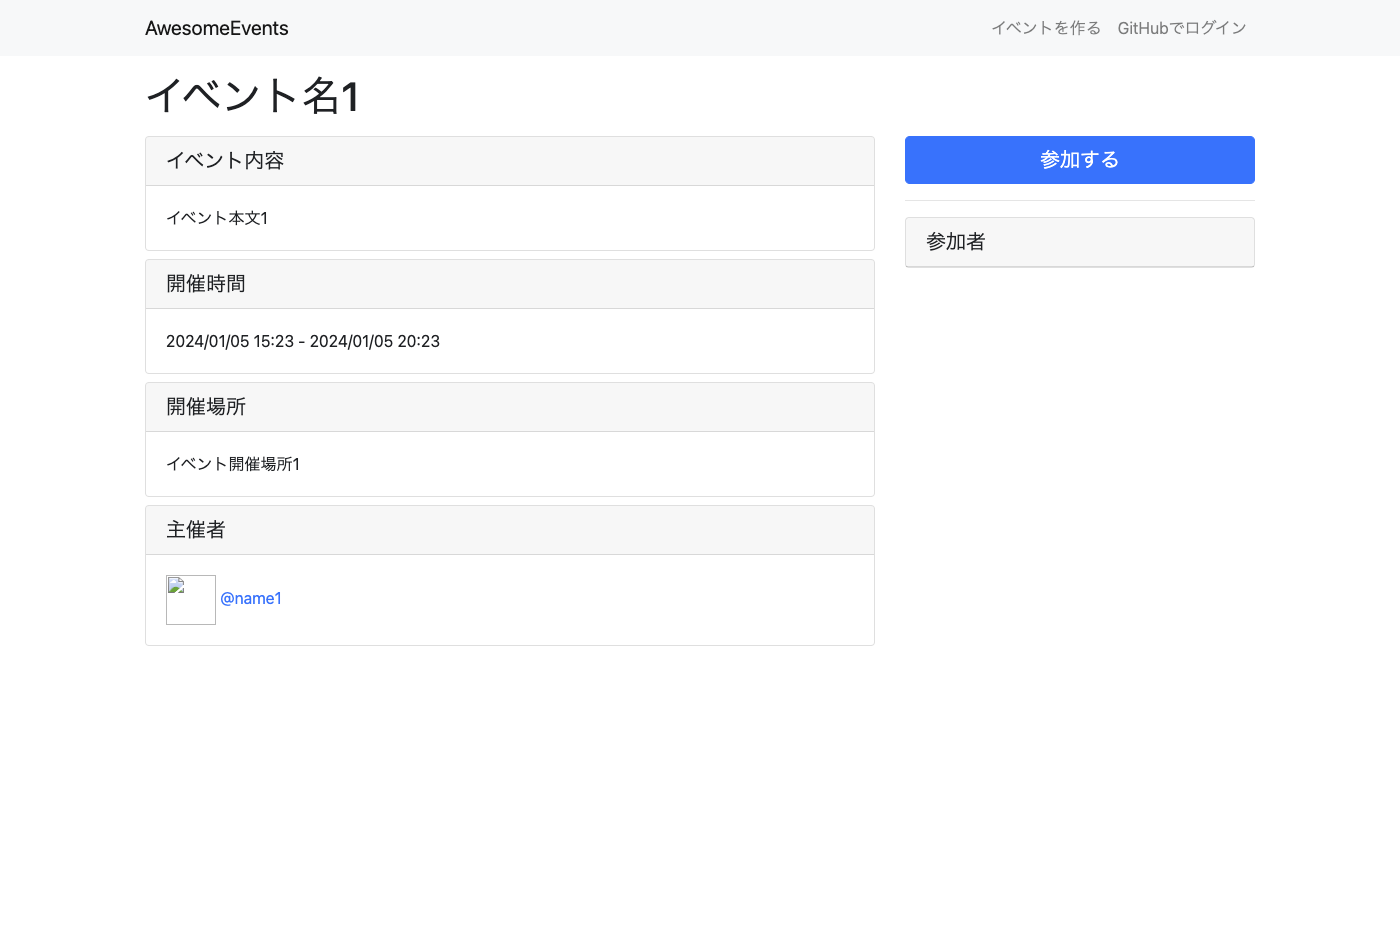 AwesomeEvents
イベントを作る
GitHubでログイン
イベント名1
イベント内容
イベント本文1
開催時間
2024/01/05 15:23 - 2024/01/05 20:23
開催場所
イベント開催場所1
主催者
@name1
参加する
参加者